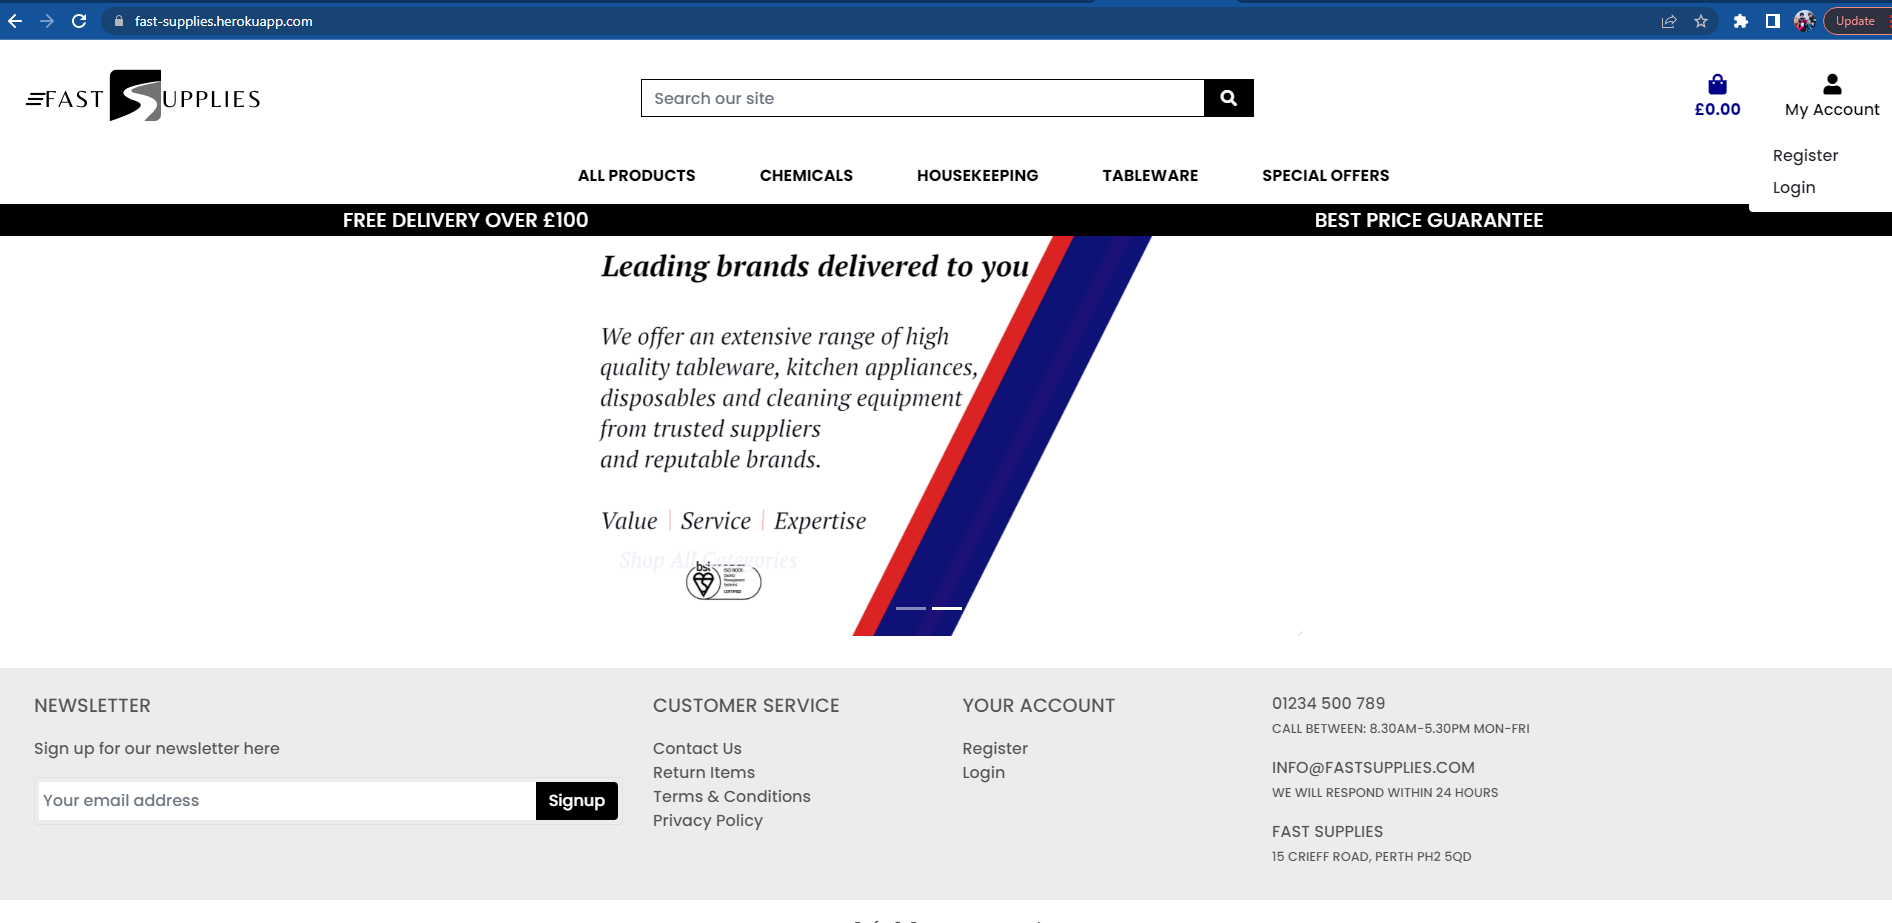 fast-supplies.herokuapp.com
Update
FAST SUPPLIES
Search our site
£0.00
My Account
Register
Login
ALL PRODUCTS
CHEMICALS
HOUSEKEEPING
TABLEWARE
SPECIAL OFFERS
FREE DELIVERY OVER £100
BEST PRICE GUARANTEE
Leading brands delivered to you
We offer an extensive range of high
quality tableware, kitchen appliances,
disposables and cleaning equipment
from trusted suppliers
and reputable brands.
Value | Service | Expertise
Shop All Categories
bsi
ISO 9001
Quality
Management
Systems
CERTIFIED
NEWSLETTER
Sign up for our newsletter here
Your email address
Signup
CUSTOMER SERVICE
Contact Us
Return Items
Terms & Conditions
Privacy Policy
YOUR ACCOUNT
Register
Login
01234 500 789
CALL BETWEEN: 8.30AM-5.30PM MON-FRI
INFO@FASTSUPPLIES.COM
WE WILL RESPOND WITHIN 24 HOURS
FAST SUPPLIES
15 CRIEFF ROAD, PERTH PH2 5QD